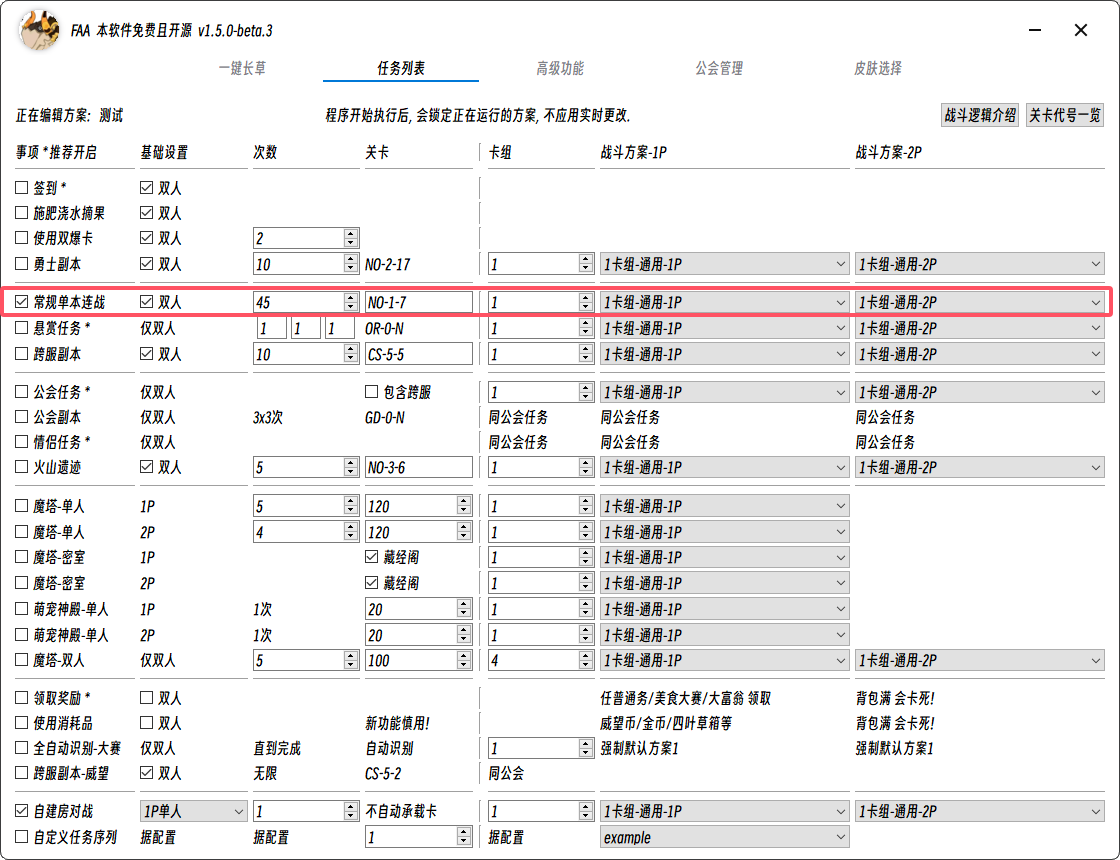 FAA 本软件免费且开源 v1.5.0-beta.3
一键长草 任务列表 高级功能 公会管理 皮肤选择
正在编辑方案: 测试 程序开始执行后, 会锁定正在运行的方案, 不应用实时更改. 战斗逻辑介绍 关卡代号一览
事项 *推荐开启 基础设置 次数 关卡 卡组 战斗方案-1P 战斗方案-2P
签到 * 双人
施肥浇水摘果 双人
使用双爆卡 双人 2
勇士副本 双人 10 NO-2-17 1 1卡组-通用-1P 1卡组-通用-2P
常规单本连战 双人 45 NO-1-7 1 1卡组-通用-1P 1卡组-通用-2P
悬赏任务 * 仅双人 1 1 1 OR-0-N 1 1卡组-通用-1P 1卡组-通用-2P
跨服副本 双人 10 CS-5-5 1 1卡组-通用-1P 1卡组-通用-2P
公会任务 * 仅双人 包含跨服 1 1卡组-通用-1P 1卡组-通用-2P
公会副本 仅双人 3x3次 GD-0-N 同公会任务 同公会任务 同公会任务
情侣任务 * 仅双人 同公会任务 同公会任务 同公会任务
火山遗迹 双人 5 NO-3-6 1 1卡组-通用-1P 1卡组-通用-2P
魔塔-单人 1P 5 120 1 1卡组-通用-1P
魔塔-单人 2P 4 120 1 1卡组-通用-1P
魔塔-密室 1P 藏经阁 1 1卡组-通用-1P
魔塔-密室 2P 藏经阁 1 1卡组-通用-1P
萌宠神殿-单人 1P 1次 20 1 1卡组-通用-1P
萌宠神殿-单人 2P 1次 20 1 1卡组-通用-1P
魔塔-双人 仅双人 5 100 4 1卡组-通用-1P 1卡组-通用-2P
领取奖励 * 双人 任普通务/美食大赛/大富翁 领取 背包满 会卡死!
使用消耗品 双人 新功能慎用! 威望币/金币/四叶草箱等 背包满 会卡死!
全自动识别-大赛 仅双人 直到完成 自动识别 1 强制默认方案1 强制默认方案1
跨服副本-威望 双人 无限 CS-5-2 同公会
自建房对战 1P单人 1 不自动承载卡 1 1卡组-通用-1P 1卡组-通用-2P
自定义任务序列 据配置 据配置 1 据配置 example